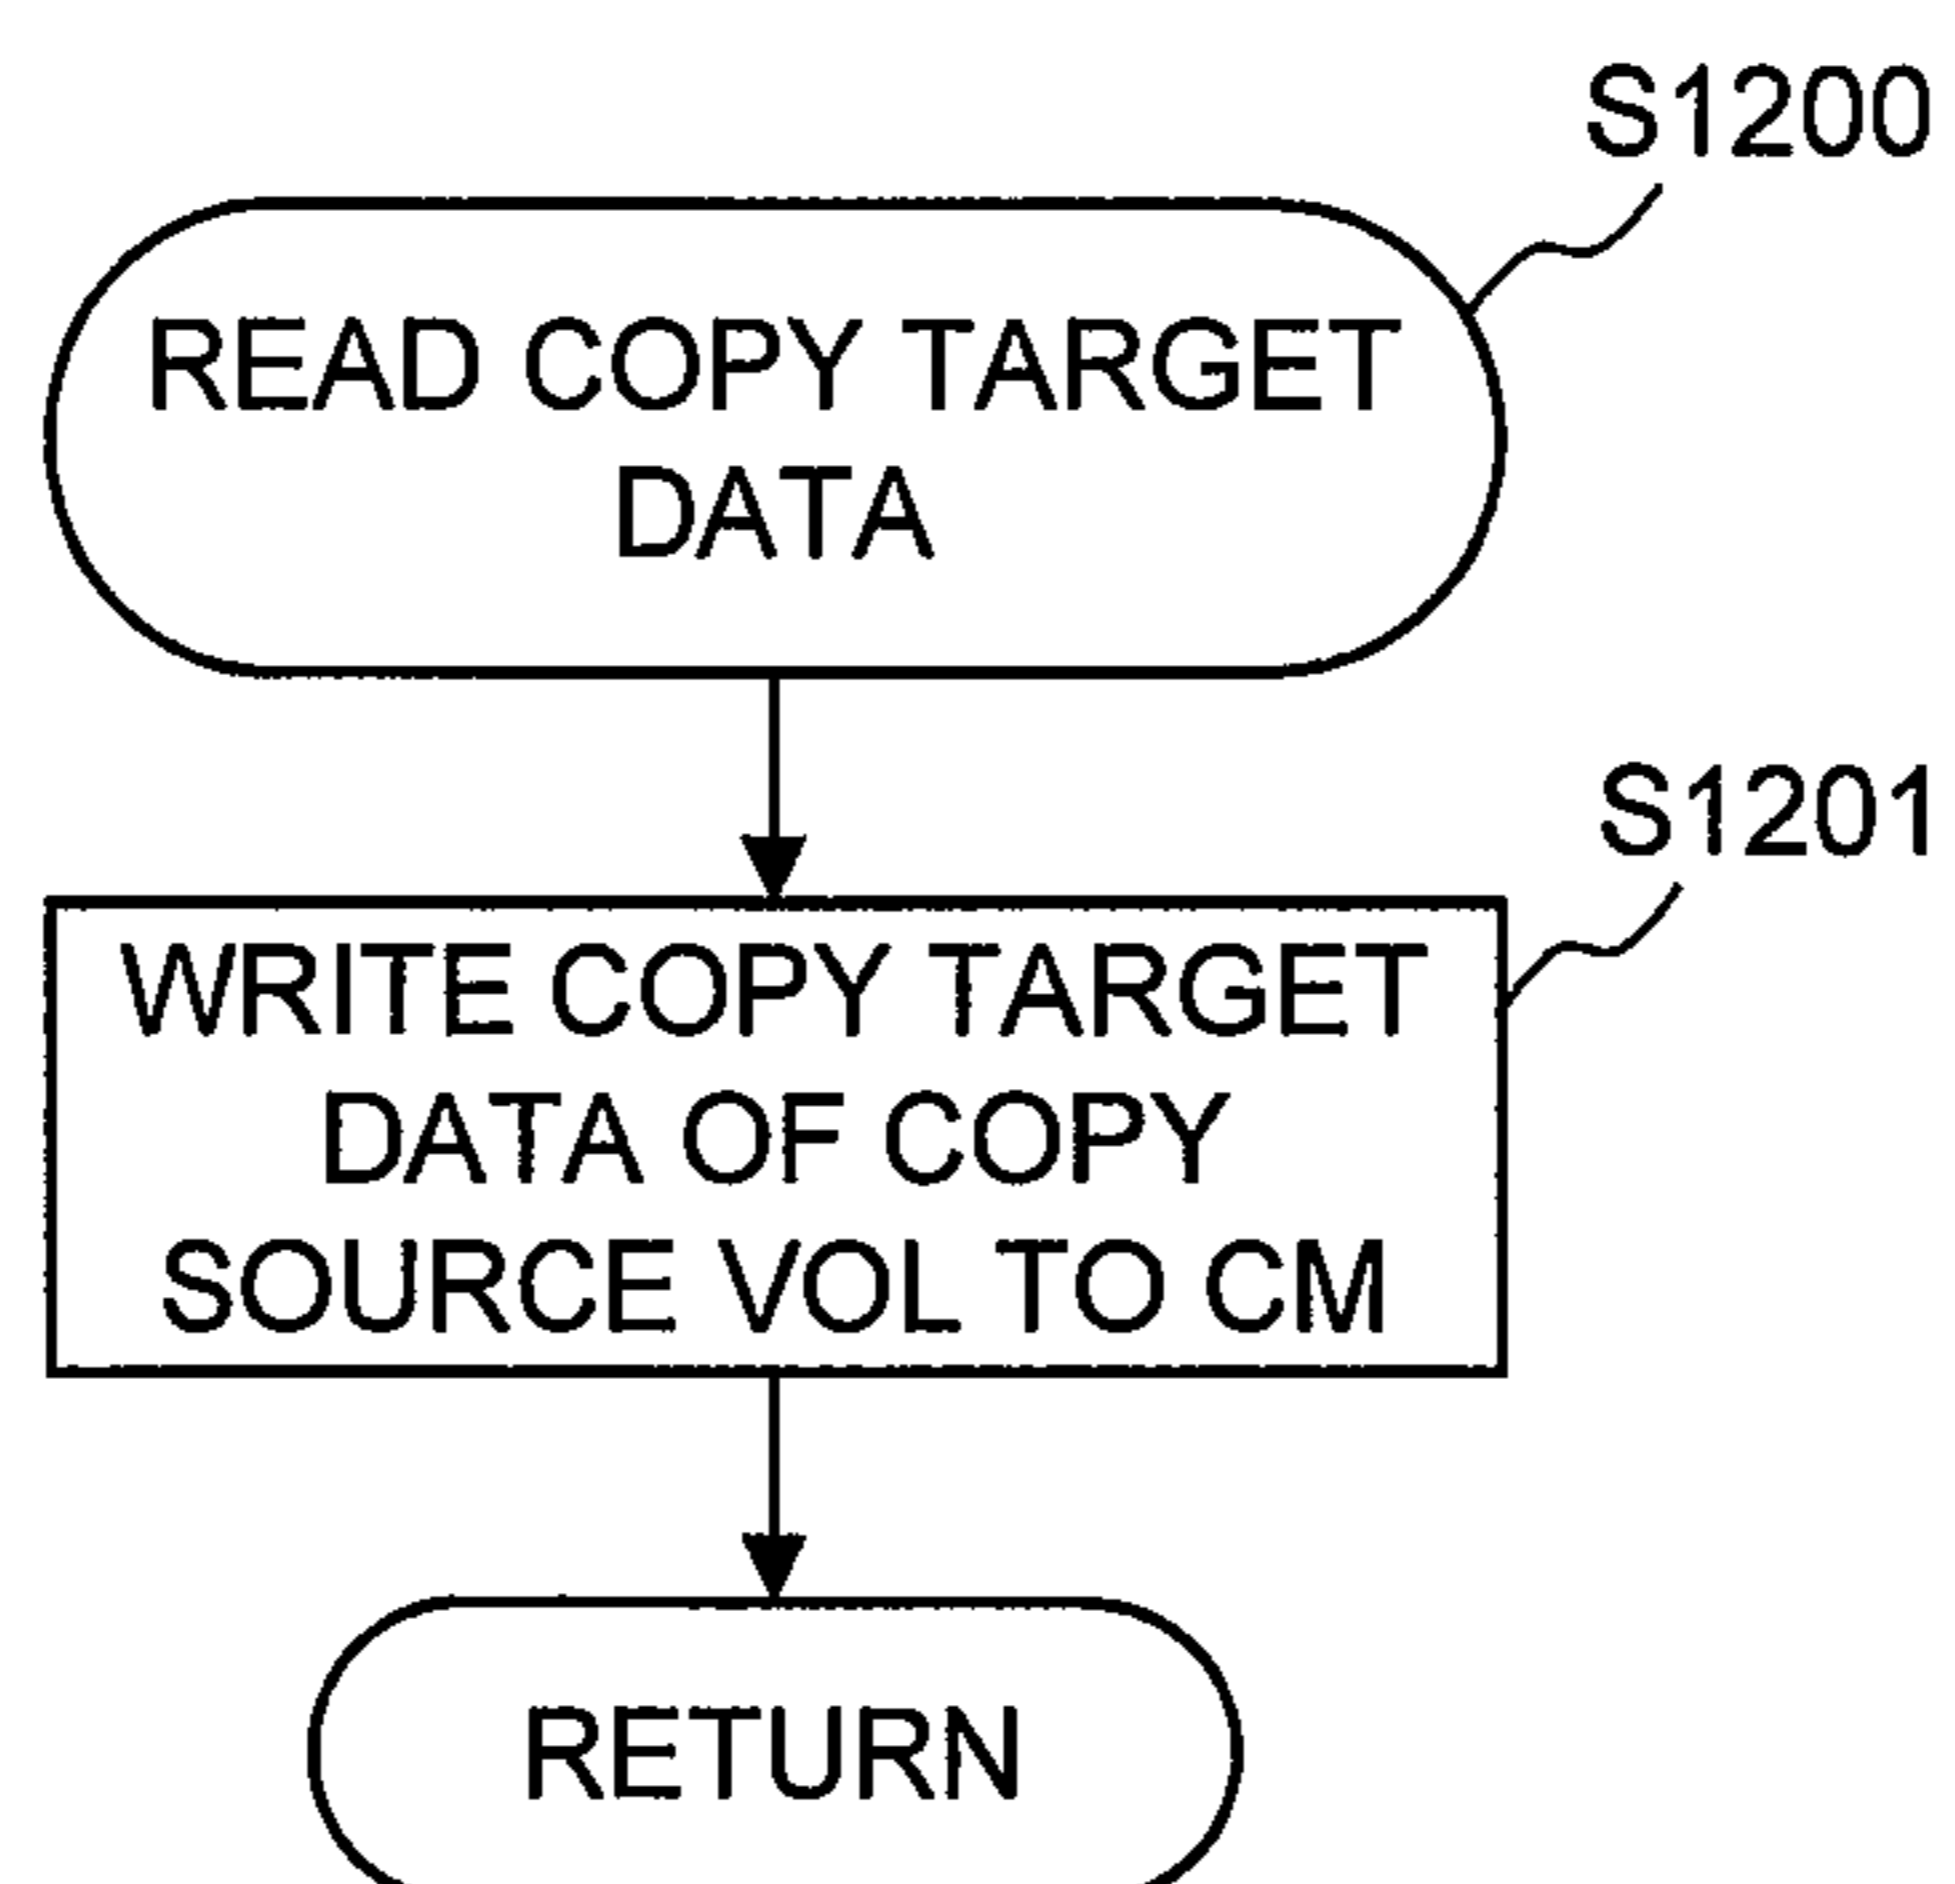 S1200
READ COPY TARGET
DATA
S1201
WRITE COPY TARGET
DATA OF COPY
SOURCE VOL TO CM
RETURN